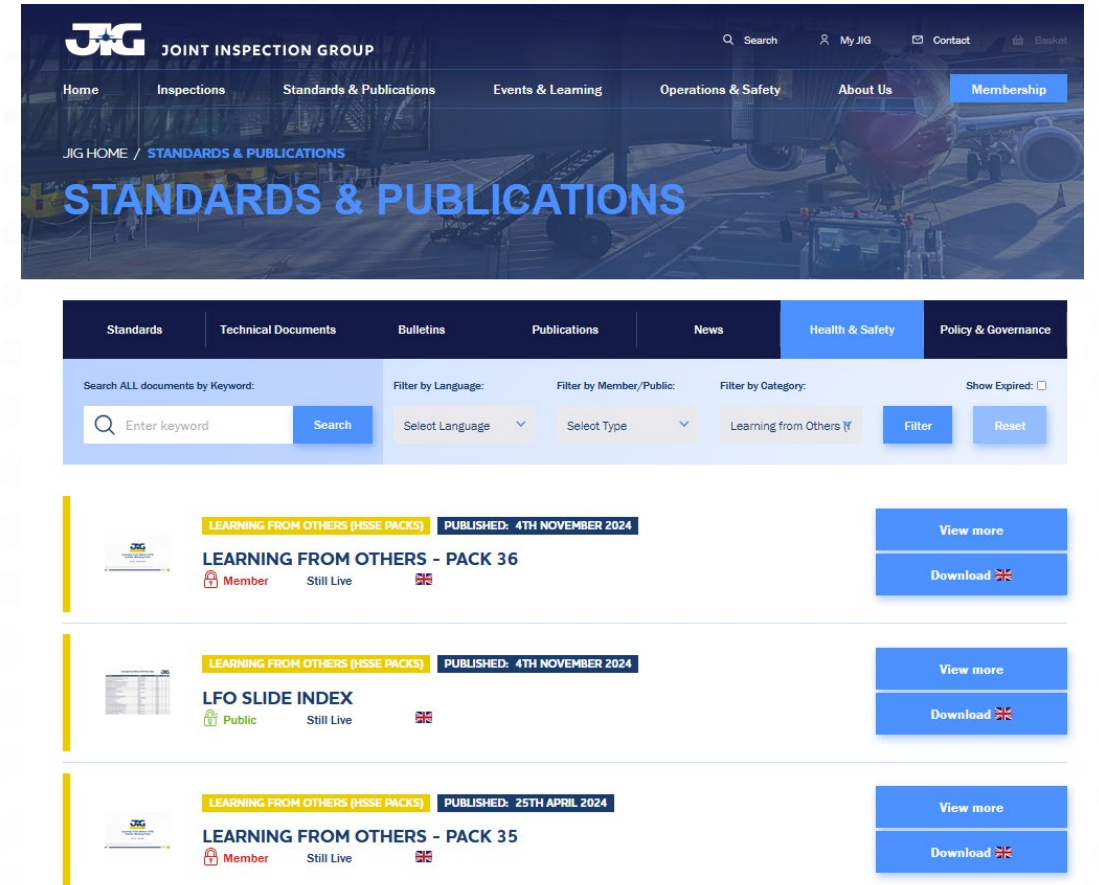 JIG JOINT INSPECTION GROUP
Search My JIG Contact Basket
Home Inspections Standards & Publications Events & Learning Operations & Safety About Us Membership
JIG HOME / STANDARDS & PUBLICATIONS
STANDARDS & PUBLICATIONS
Standards Technical Documents Bulletins Publications News Health & Safety Policy & Governance
Search ALL documents by Keyword: Filter by Language: Filter by Member/Public: Filter by Category: Show Expired:
Enter keyword Search Select Language Select Type Learning from Others Filter Reset
LEARNING FROM OTHERS (HSSE PACKS) PUBLISHED: 4TH NOVEMBER 2024
LEARNING FROM OTHERS - PACK 36
Member Still Live
View more
Download
LEARNING FROM OTHERS (HSSE PACKS) PUBLISHED: 4TH NOVEMBER 2024
LFO SLIDE INDEX
Public Still Live
View more
Download
LEARNING FROM OTHERS (HSSE PACKS) PUBLISHED: 25TH APRIL 2024
LEARNING FROM OTHERS - PACK 35
Member Still Live
View more
Download